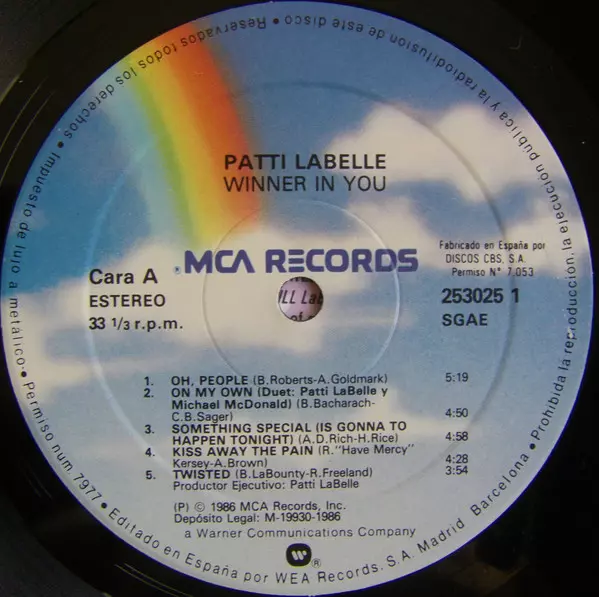 Reservados todos los derechos • Impuesto de lujo a metálico • Permiso num 7977 • Editado en España por WEA Records. S.A. Madrid Barcelona • Prohibida la reproducción, la ejecución pública y la radiodifusion de este disco
PATTI LABELLE
WINNER IN YOU
® MCA RECORDS
Fabricado en España por
DISCOS CBS, S.A.
Permiso N° 7.053
Cara A
ESTEREO
33 1/3 r.p.m.
253025 1
SGAE
ILL Lab
of
1. OH, PEOPLE (B.Roberts-A.Goldmark) 5:19
2. ON MY OWN (Duet: Patti LaBelle y
Michael McDonald) (B.Bacharach-
C.B.Sager) 4:50
3. SOMETHING SPECIAL (IS GONNA TO
HAPPEN TONIGHT) (A.D.Rich-H.Rice) 4:58
4. KISS AWAY THE PAIN (R."Have Mercy"
Kersey-A.Brown) 4:28
5. TWISTED (B.LaBounty-R.Freeland) 3:54
Productor Ejecutivo: Patti LaBelle
(P) © 1986 MCA Records, Inc.
Depósito Legal: M-19930-1986
a Warner Communications Company
®